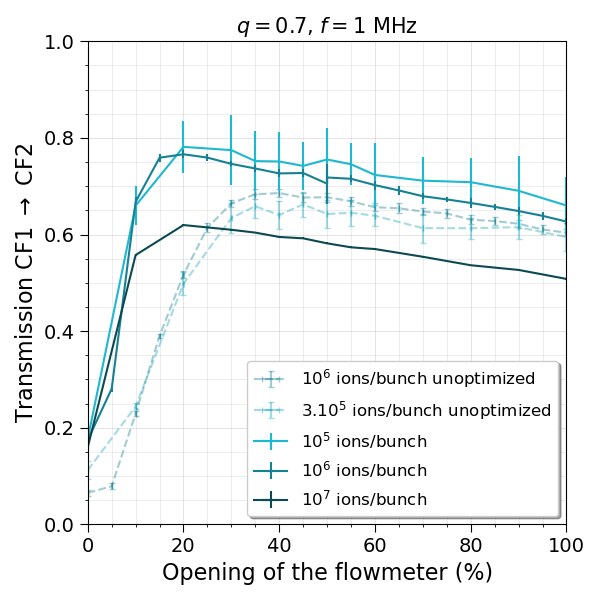 q = 0.7, f = 1 MHz
1.0
0.8
0.6
0.4
0.2
0.0
Transmission CF1 → CF2
10⁶ ions/bunch unoptimized
3.10⁵ ions/bunch unoptimized
10⁵ ions/bunch
10⁶ ions/bunch
10⁷ ions/bunch
0 20 40 60 80 100
Opening of the flowmeter (%)